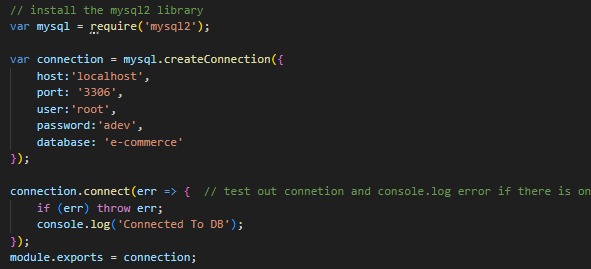 // install the mysql2 library
var mysql = require('mysql2');
var connection = mysql.createConnection({
host:'localhost',
port: '3306',
user:'root',
password:'adev',
database: 'e-commerce'
});
connection.connect(err => {  // test out connetion and console.log error if there is on
if (err) throw err;
console.log('Connected To DB');
});
module.exports = connection;